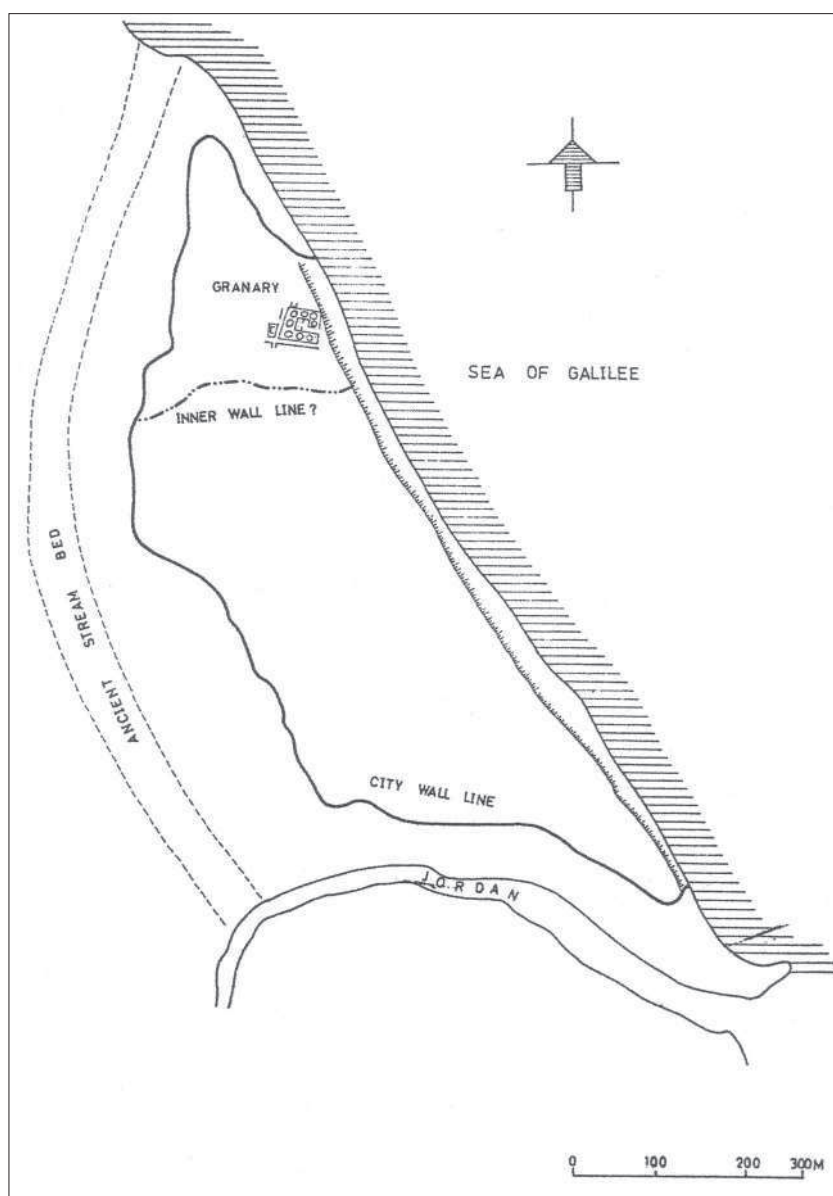 GRANARY
SEA OF GALILEE
INNER WALL LINE?
ANCIENT STREAM BED
CITY WALL LINE
JORDAN
0 100 200 300M